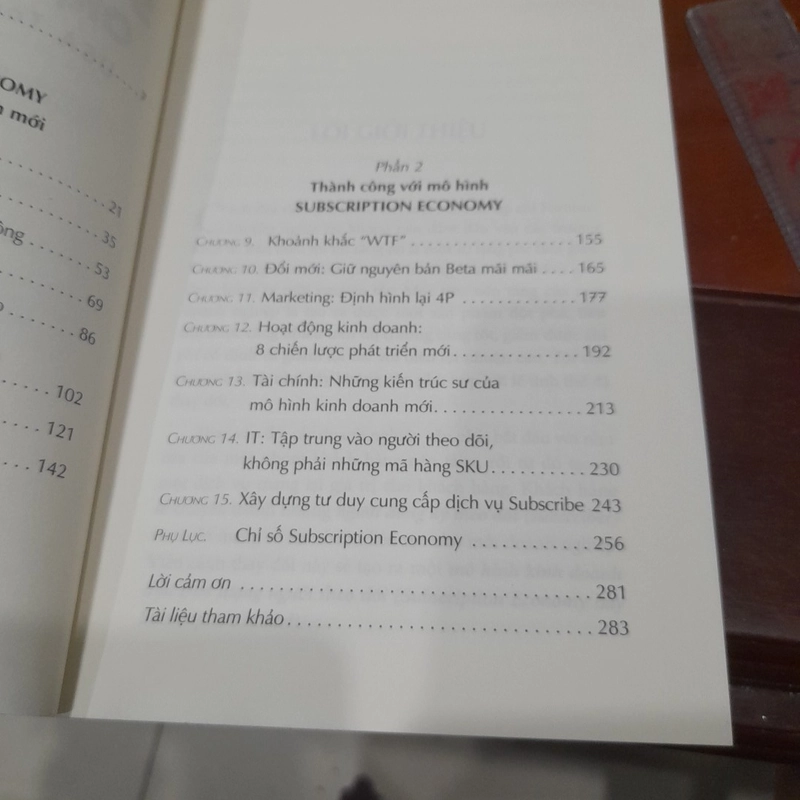 OMY
mới
21
35
53
69
86
102
121
142
Phần 2
Thành công với mô hình
SUBSCRIPTION ECONOMY
CHƯƠNG 9. Khoảnh khắc "WTF" ........................ 155
CHƯƠNG 10. Đổi mới: Giữ nguyên bản Beta mãi mãi .... 165
CHƯƠNG 11. Marketing: Định hình lại 4P .............. 177
CHƯƠNG 12. Hoạt động kinh doanh:
8 chiến lược phát triển mới ............... 192
CHƯƠNG 13. Tài chính: Những kiến trúc sư của
mô hình kinh doanh mới ................ 213
CHƯƠNG 14. IT: Tập trung vào người theo dõi,
không phải những mã hàng SKU .......... 230
CHƯƠNG 15. Xây dựng tư duy cung cấp dịch vụ Subscribe 243
PHỤ LỤC. Chỉ số Subscription Economy ............ 256
Lời cảm ơn .................................... 281
Tài liệu tham khảo ............................... 283